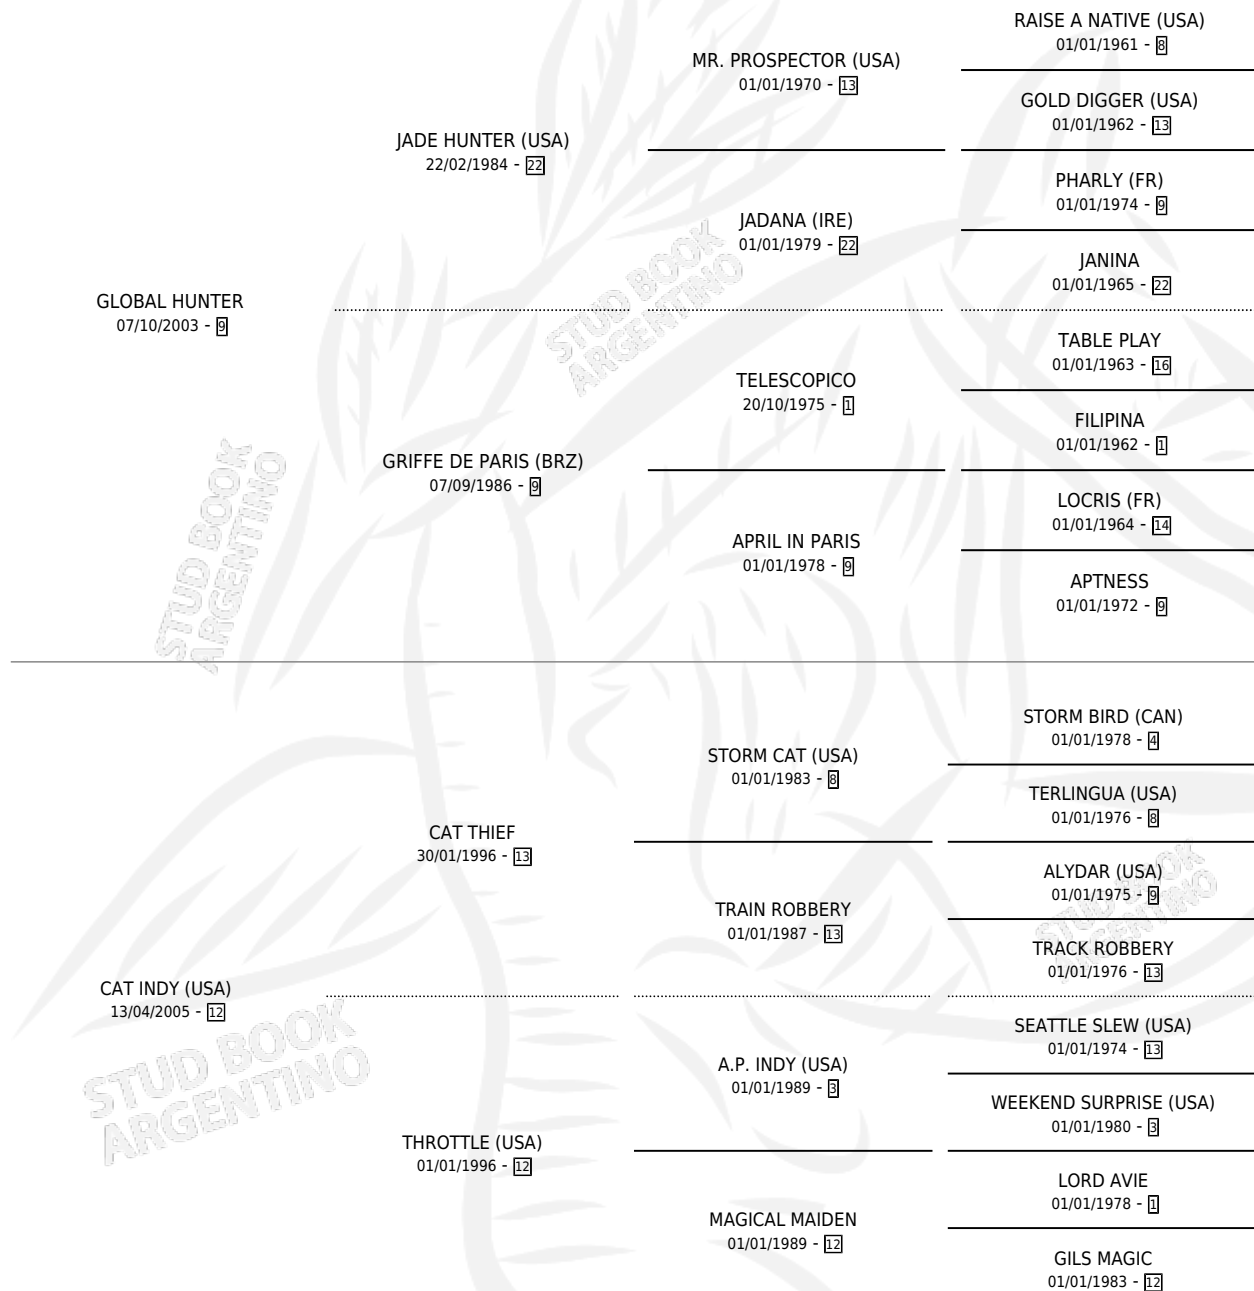 RAISE A NATIVE (USA)
01/01/1961 - 8
MR. PROSPECTOR (USA)
01/01/1970 - 13
GOLD DIGGER (USA)
01/01/1962 - 13
JADE HUNTER (USA)
22/02/1984 - 22
PHARLY (FR)
01/01/1974 - 9
JADANA (IRE)
01/01/1979 - 22
JANINA
01/01/1965 - 22
GLOBAL HUNTER
07/10/2003 - 9
TABLE PLAY
01/01/1963 - 16
TELESCOPICO
20/10/1975 - 1
FILIPINA
01/01/1962 - 1
GRIFFE DE PARIS (BRZ)
07/09/1986 - 9
LOCRIS (FR)
01/01/1964 - 14
APRIL IN PARIS
01/01/1978 - 9
APTNESS
01/01/1972 - 9
STORM BIRD (CAN)
01/01/1978 - 4
STORM CAT (USA)
01/01/1983 - 8
TERLINGUA (USA)
01/01/1976 - 8
CAT THIEF
30/01/1996 - 13
ALYDAR (USA)
01/01/1975 - 9
TRAIN ROBBERY
01/01/1987 - 13
TRACK ROBBERY
01/01/1976 - 13
CAT INDY (USA)
13/04/2005 - 12
SEATTLE SLEW (USA)
01/01/1974 - 13
A.P. INDY (USA)
01/01/1989 - 3
WEEKEND SURPRISE (USA)
01/01/1980 - 3
THROTTLE (USA)
01/01/1996 - 12
LORD AVIE
01/01/1978 - 1
MAGICAL MAIDEN
01/01/1989 - 12
GILS MAGIC
01/01/1983 - 12
STUD BOOK
ARGENTINO
STUD BOOK
ARGENTINO
STUD BOOK
ARGENTINO
STUD BOOK
ARGENTINO